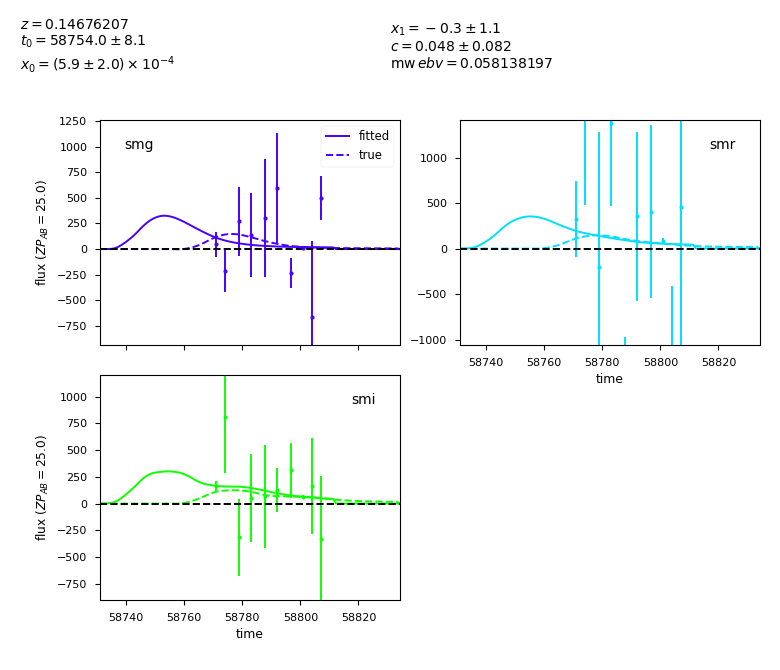 z = 0.14676207
t₀ = 58754.0 ± 8.1
x₀ = (5.9 ± 2.0) × 10⁻⁴
x₁ = − 0.3 ± 1.1
c = 0.048 ± 0.082
mw ebv = 0.058138197
smg
fitted
true
1250
1000
750
500
250
0
−250
−500
−750
flux (ZP_AB = 25.0)
smr
1000
500
0
−500
−1000
58740 58760 58780 58800 58820
time
smi
1000
750
500
250
0
−250
−500
−750
flux (ZP_AB = 25.0)
58740 58760 58780 58800 58820
time